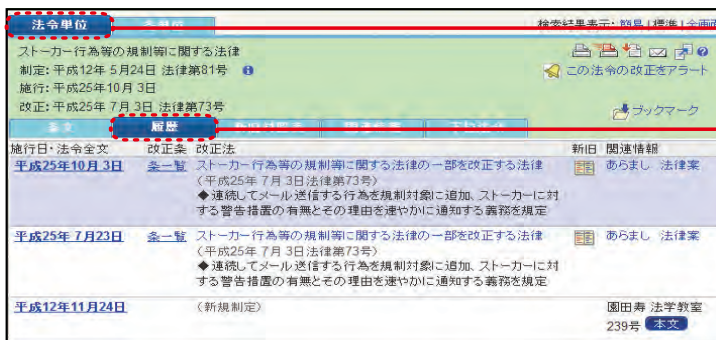 法令単位 条単位 検索結果表示: 簡易 | 標準 | 全画面
ストーカー行為等の規制等に関する法律
制定: 平成12年 5月24日 法律第81号
この法令の改正をアラート
施行: 平成25年10月 3日
改正: 平成25年 7月 3日 法律第73号
ブックマーク
本文 履歴
施行日・法令全文 改正条 改正法 新旧 関連情報
平成25年10月 3日 条一覧 ストーカー行為等の規制等に関する法律の一部を改正する法律 あらまし 法律案
(平成25年 7月 3日法律第73号)
◆連続してメール送信する行為を規制対象に追加、ストーカーに対
する警告措置の有無とその理由を速やかに通知する義務を規定
平成25年 7月23日 条一覧 ストーカー行為等の規制等に関する法律の一部を改正する法律 あらまし 法律案
(平成25年 7月 3日法律第73号)
◆連続してメール送信する行為を規制対象に追加、ストーカーに対
する警告措置の有無とその理由を速やかに通知する義務を規定
平成12年11月24日 (新規制定) 園田寿 法学教室
239号 本文